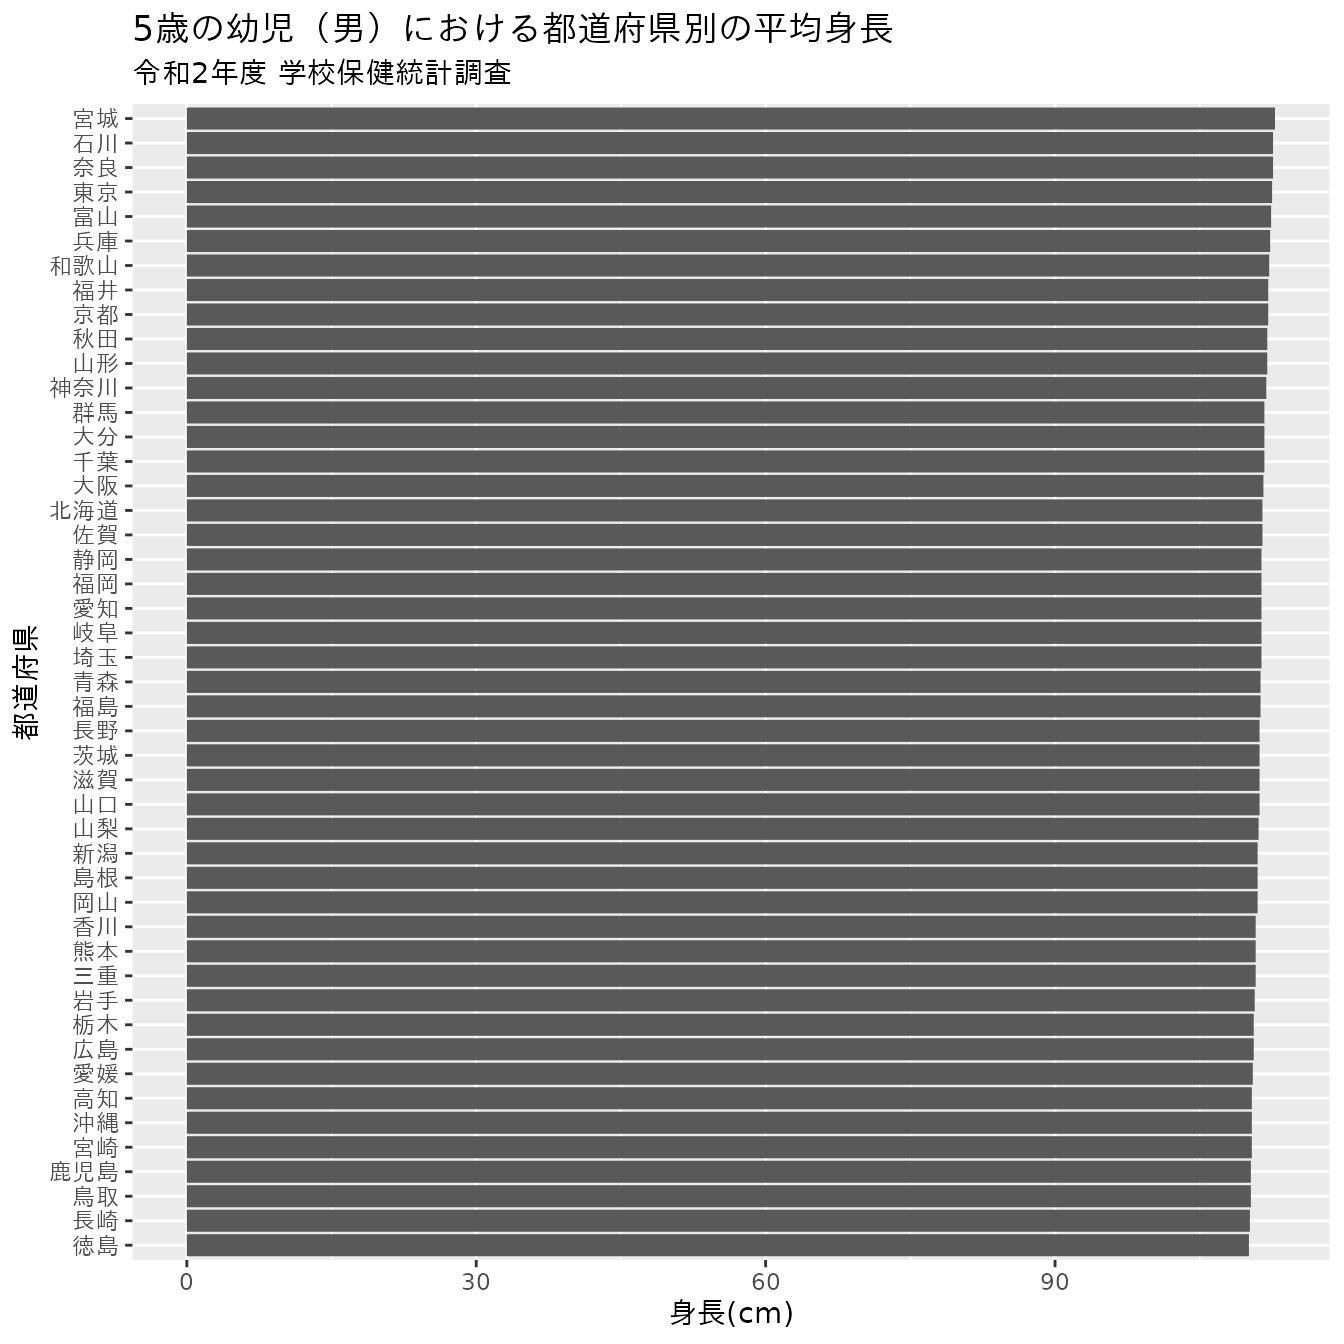 5歳の幼児（男）における都道府県別の平均身長
令和2年度 学校保健統計調査
宮城
石川
奈良
東京
富山
兵庫
和歌山
福井
京都
秋田
山形
神奈川
群馬
大分
千葉
大阪
北海道
佐賀
静岡
福岡
愛知
岐阜
埼玉
青森
福島
長野
茨城
滋賀
山口
山梨
新潟
島根
岡山
香川
熊本
三重
岩手
栃木
広島
愛媛
高知
沖縄
宮崎
鹿児島
鳥取
長崎
徳島
都道府県
0 30 60 90
身長(cm)